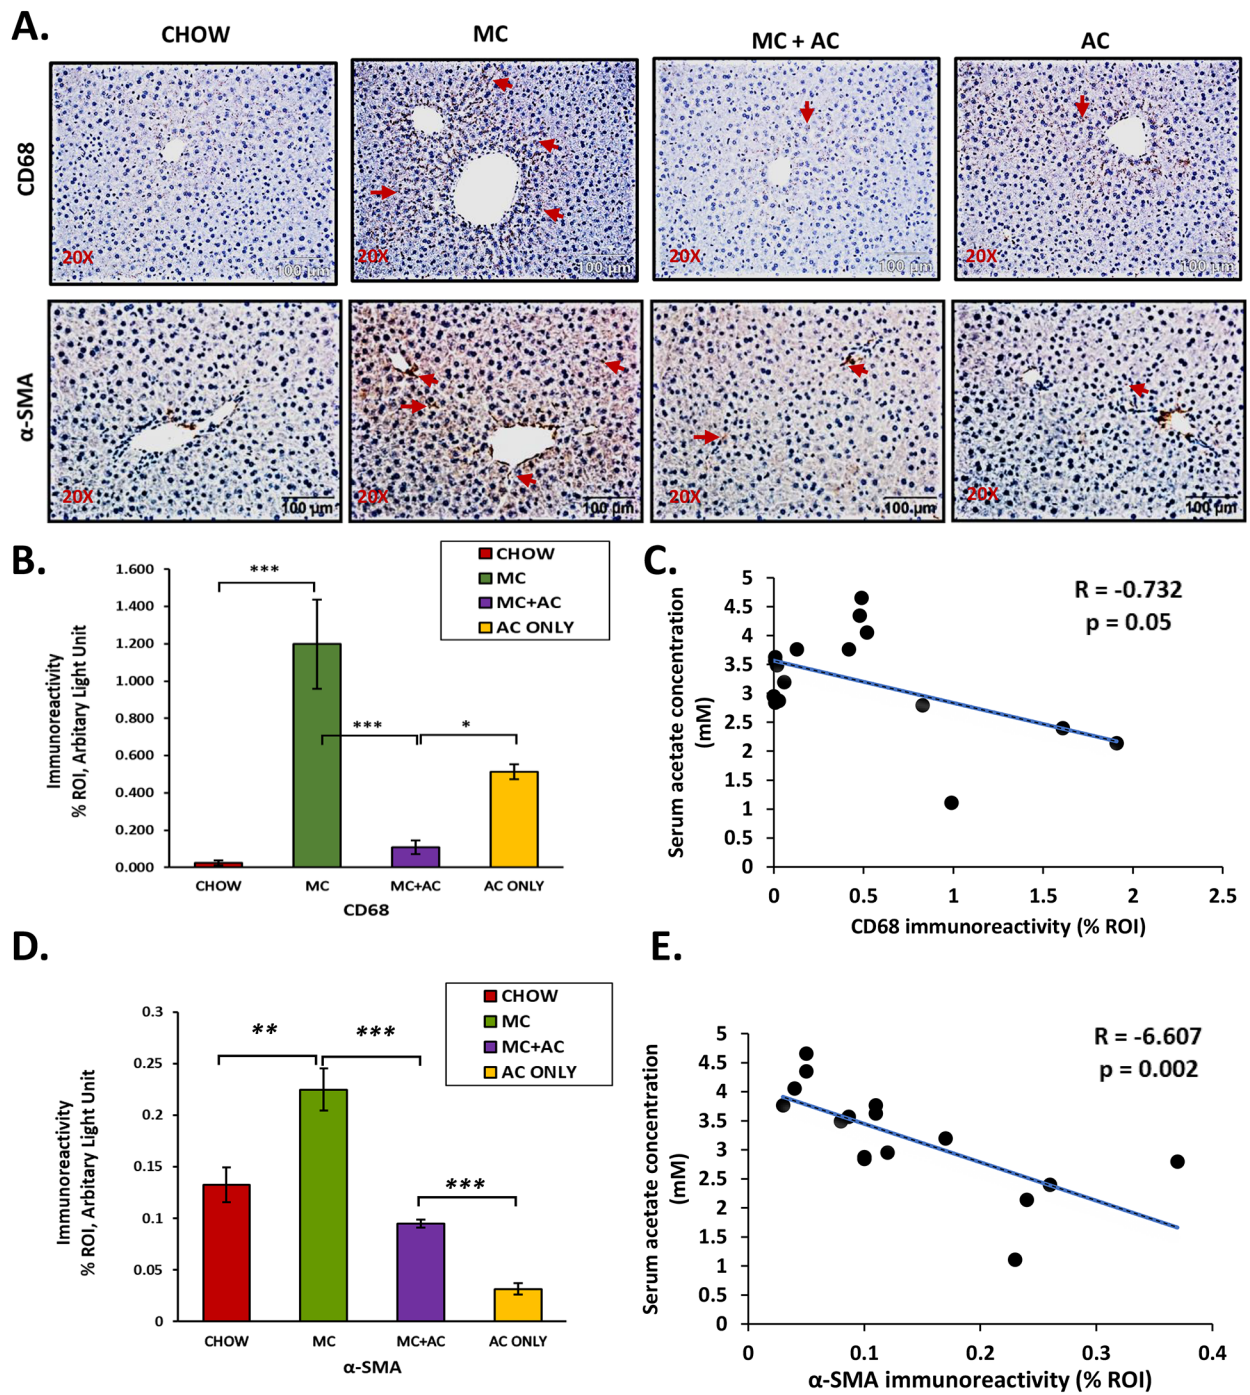 A.
CHOW
MC
MC + AC
AC
CD68
20X
100 µm
20X
100 µm
20X
100 µm
20X
100 µm
α-SMA
20X
100 µm
20X
100 µm
20X
100 µm
20X
100 µm
B.
CHOW
MC
MC+AC
AC ONLY
Immunoreactivity
% ROI, Arbitary Light Unit
1.600
1.400
1.200
1.000
0.800
0.600
0.400
0.200
0.000
***
***
*
CHOW MC MC+AC AC ONLY
CD68
C.
R = -0.732
p = 0.05
Serum acetate concentration
(mM)
5
4.5
4
3.5
3
2.5
2
1.5
1
0.5
0
0 0.5 1 1.5 2 2.5
CD68 immunoreactivity (% ROI)
D.
CHOW
MC
MC+AC
AC ONLY
Immunoreactivity
% ROI, Arbitary Light Unit
0.3
0.25
0.2
0.15
0.1
0.05
0
**
***
***
CHOW MC MC+AC AC ONLY
α-SMA
E.
R = -6.607
p = 0.002
Serum acetate concentration
(mM)
5
4.5
4
3.5
3
2.5
2
1.5
1
0.5
0
0 0.1 0.2 0.3 0.4
α-SMA immunoreactivity (% ROI)